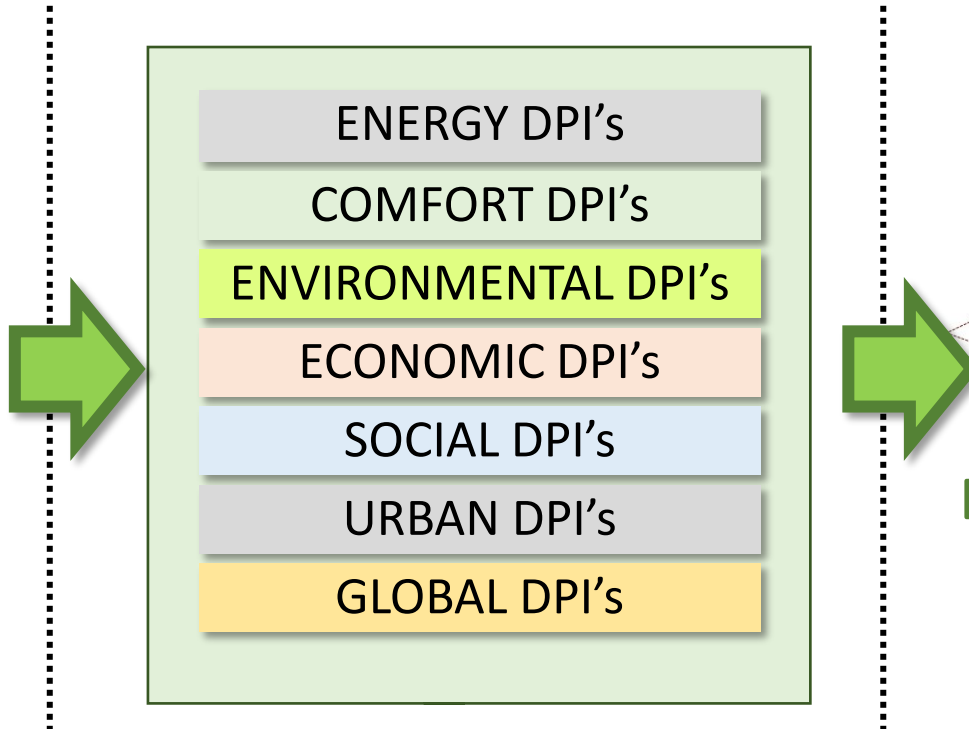 ENERGY DPI’s
COMFORT DPI’s
ENVIRONMENTAL DPI’s
ECONOMIC DPI’s
SOCIAL DPI’s
URBAN DPI’s
GLOBAL DPI’s